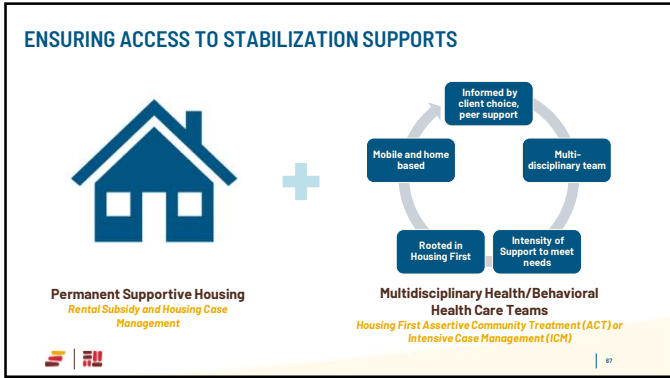 ENSURING ACCESS TO STABILIZATION SUPPORTS
Informed by
client choice,
peer support
Mobile and home
based
Multi-
disciplinary team
Rooted in
Housing First
Intensity of
Support to meet
needs
Permanent Supportive Housing
Rental Subsidy and Housing Case
Management
Multidisciplinary Health/Behavioral
Health Care Teams
Housing First Assertive Community Treatment (ACT) or
Intensive Case Management (ICM)
67